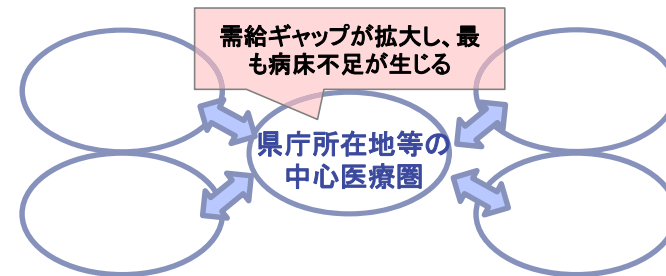 需給ギャップが拡大し、最
も病床不足が生じる
県庁所在地等の
中心医療圏